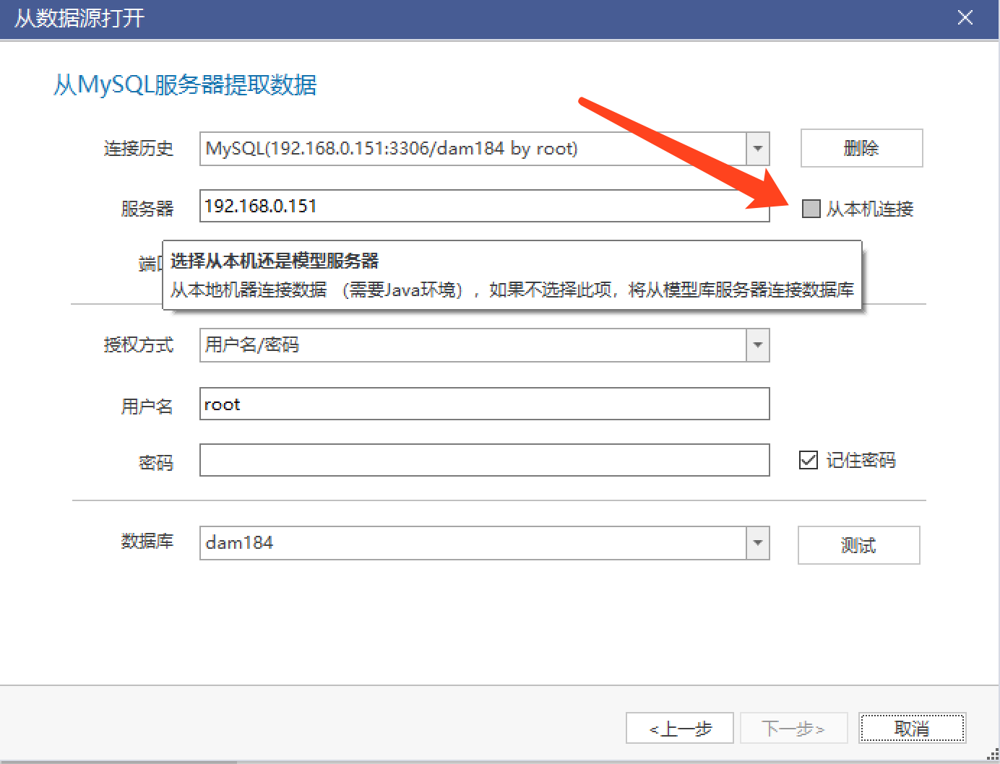 从数据源打开
从MySQL服务器提取数据
连接历史 MySQL(192.168.0.151:3306/dam184 by root) 删除
服务器 192.168.0.151 从本机连接
端口
选择从本机还是模型服务器
从本地机器连接数据 （需要Java环境），如果不选择此项，将从模型库服务器连接数据库
授权方式 用户名/密码
用户名 root
密码 记住密码
数据库 dam184 测试
<上一步 下一步> 取消